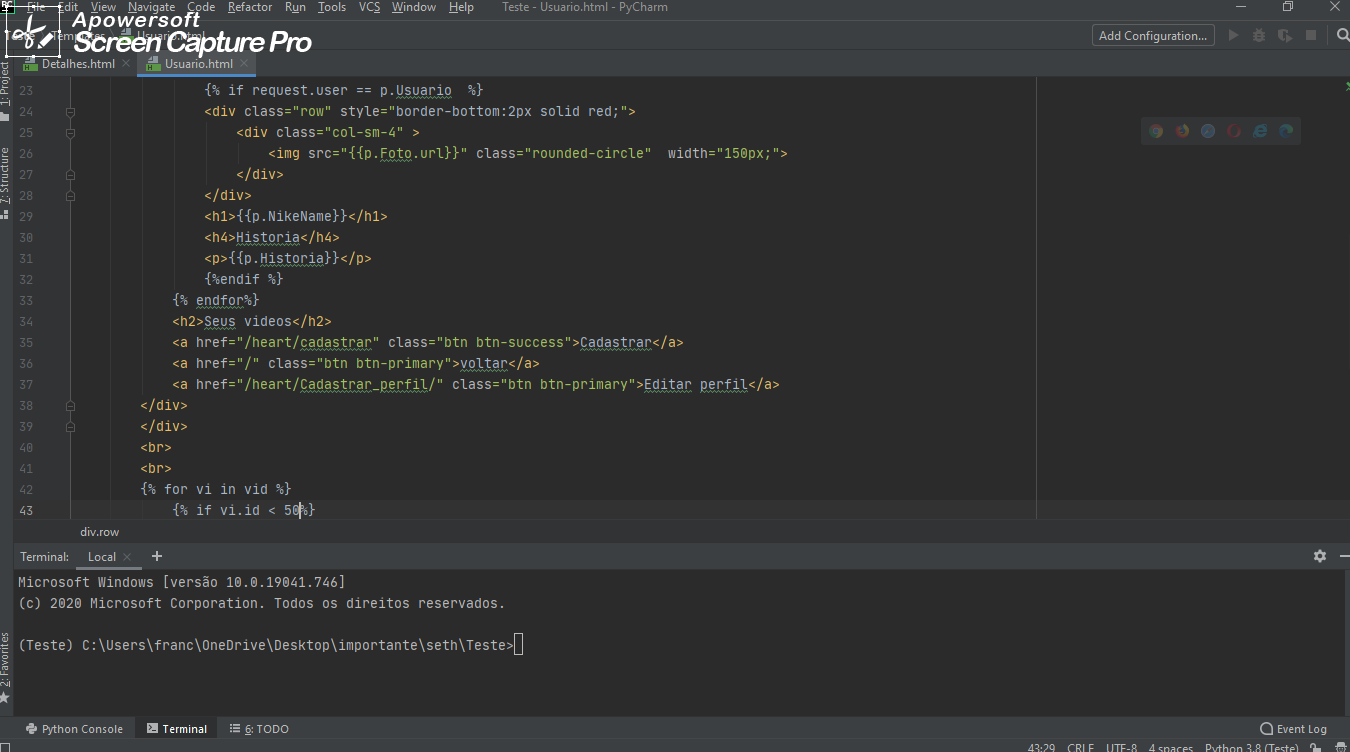 PC File Edit View Navigate Code Refactor Run Tools VCS Window Help Teste - Usuario.html - PyCharm
Apowersoft
Screen Capture Pro
Teste Templates Usuario.html Add Configuration...
Detalhes.html Usuario.html
1: Project
7: Structure
2: Favorites
23 {% if request.user == p.Usuario  %}
24 <div class="row" style="border-bottom:2px solid red;">
25 <div class="col-sm-4" >
26 <img src="{{p.Foto.url}}" class="rounded-circle"  width="150px;">
27 </div>
28 </div>
29 <h1>{{p.NikeName}}</h1>
30 <h4>Historia</h4>
31 <p>{{p.Historia}}</p>
32 {%endif %}
33 {% endfor%}
34 <h2>Seus videos</h2>
35 <a href="/heart/cadastrar" class="btn btn-success">Cadastrar</a>
36 <a href="/" class="btn btn-primary">voltar</a>
37 <a href="/heart/Cadastrar_perfil/" class="btn btn-primary">Editar perfil</a>
38 </div>
39 </div>
40 <br>
41 <br>
42 {% for vi in vid %}
43 {% if vi.id < 50%}
div.row
Terminal: Local +
Microsoft Windows [versão 10.0.19041.746]
(c) 2020 Microsoft Corporation. Todos os direitos reservados.
(Teste) C:\Users\franc\OneDrive\Desktop\importante\seth\Teste>
Python Console Terminal 6: TODO Event Log
43:29 CRLF UTF-8 4 spaces Python 3.8 (Teste)